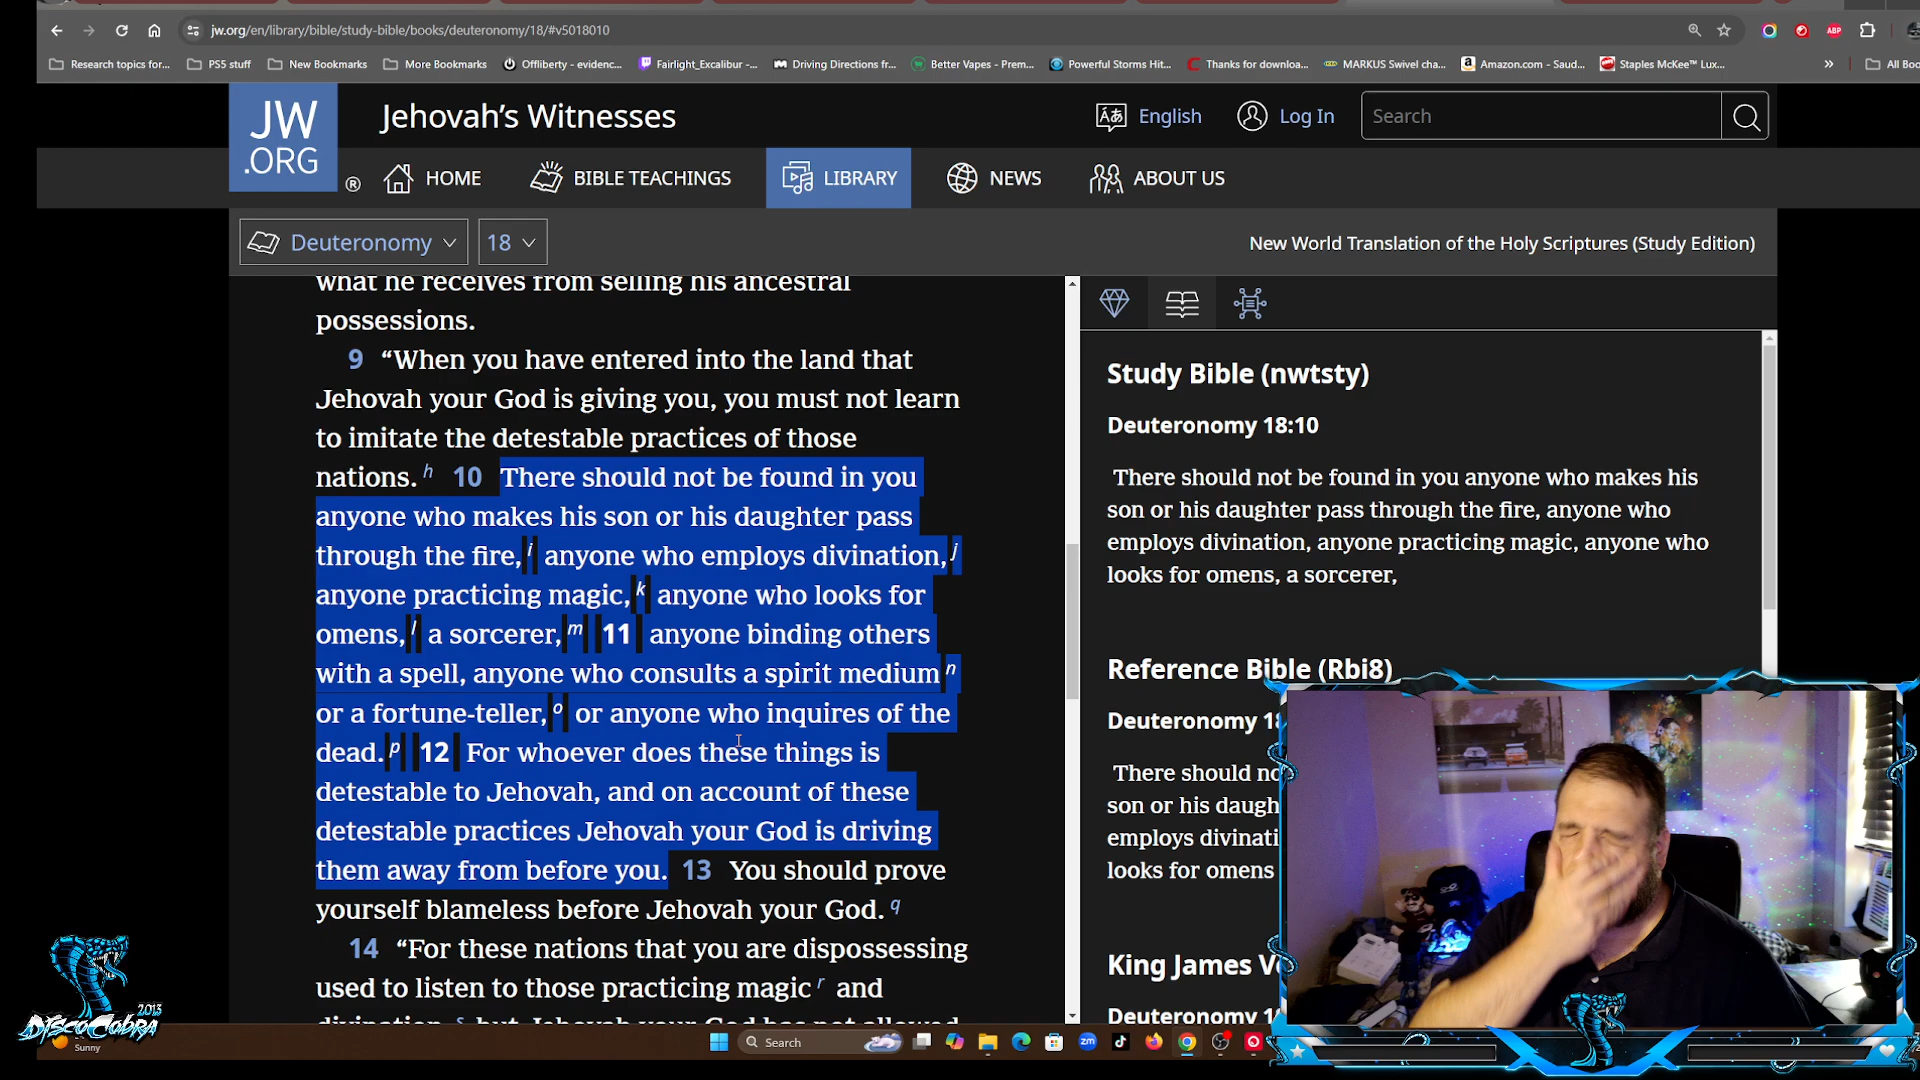 jw.org/en/library/bible/study-bible/books/deuteronomy/18/#v5018010
ABP
Research topics for...
PS5 stuff
New Bookmarks
More Bookmarks
Offliberty - evidenc...
Fairlight_Excalibur -...
Driving Directions fr...
Better Vapes - Prem...
Powerful Storms Hit...
Thanks for downloa...
MARKUS Swivel cha...
Amazon.com - Saud...
Staples McKee™ Lux...
»
All Boo
JW
.ORG
®
Jehovah's Witnesses
English
Log In
Search
HOME
BIBLE TEACHINGS
LIBRARY
NEWS
ABOUT US
Deuteronomy
18
New World Translation of the Holy Scriptures (Study Edition)
what he receives from selling his ancestral
possessions.
9 “When you have entered into the land that
Jehovah your God is giving you, you must not learn
to imitate the detestable practices of those
nations. h 10 There should not be found in you
anyone who makes his son or his daughter pass
through the fire, i anyone who employs divination, j
anyone practicing magic, k anyone who looks for
omens, l a sorcerer, m 11 anyone binding others
with a spell, anyone who consults a spirit medium n
or a fortune-teller, o or anyone who inquires of the
dead. p 12 For whoever does these things is
detestable to Jehovah, and on account of these
detestable practices Jehovah your God is driving
them away from before you. 13 You should prove
yourself blameless before Jehovah your God. q
14 “For these nations that you are dispossessing
used to listen to those practicing magic r and
divination, s but Jehovah your God has not allowed
Study Bible (nwtsty)
Deuteronomy 18:10
There should not be found in you anyone who makes his
son or his daughter pass through the fire, anyone who
employs divination, anyone practicing magic, anyone who
looks for omens, a sorcerer,
Reference Bible (Rbi8)
Deuteronomy 18
There should no
son or his daugh
employs divinati
looks for omens
King James Ve
Deuteronomy 1
2013
DiscoCobra
Sunny
Search
zm